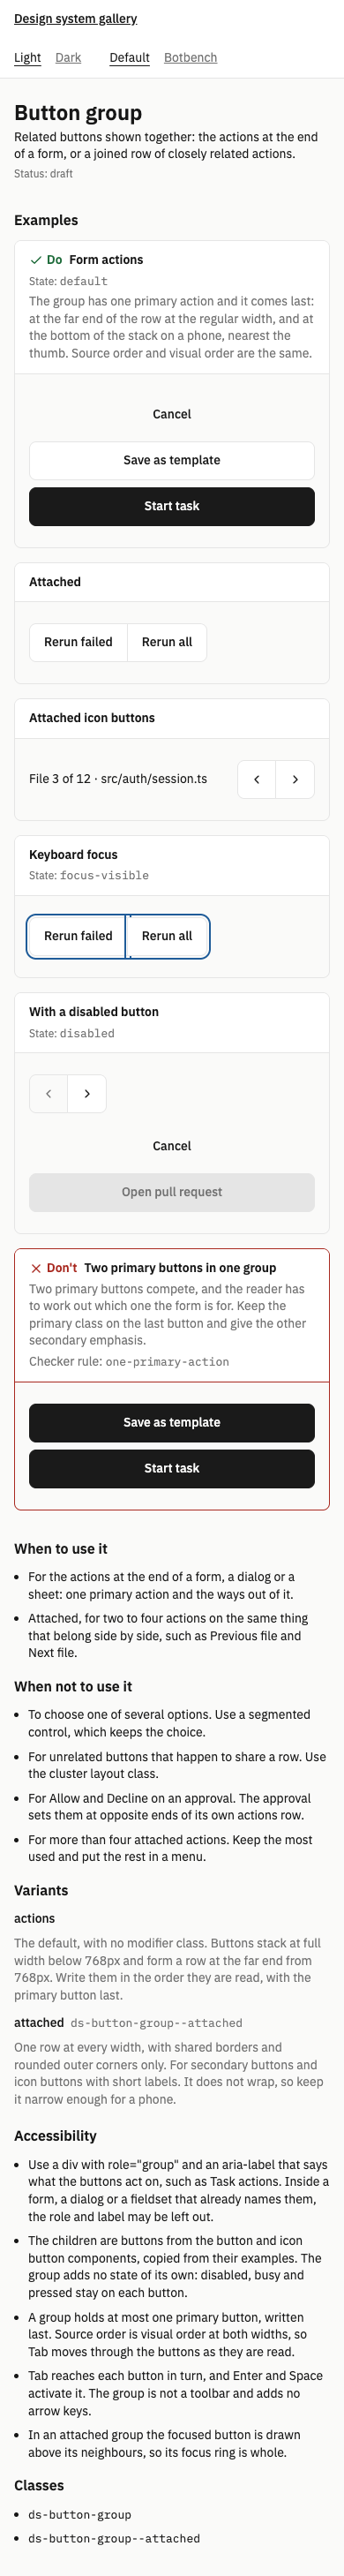 Design system gallery
Light Dark Default Botbench
Button group
Related buttons shown together: the actions at the end
of a form, or a joined row of closely related actions.
Status: draft
Examples
Do Form actions
State: default
The group has one primary action and it comes last:
at the far end of the row at the regular width, and at
the bottom of the stack on a phone, nearest the
thumb. Source order and visual order are the same.
Cancel
Save as template
Start task
Attached
Rerun failed Rerun all
Attached icon buttons
File 3 of 12 · src/auth/session.ts
Keyboard focus
State: focus-visible
Rerun failed Rerun all
With a disabled button
State: disabled
Cancel
Open pull request
Don't Two primary buttons in one group
Two primary buttons compete, and the reader has
to work out which one the form is for. Keep the
primary class on the last button and give the other
secondary emphasis.
Checker rule: one-primary-action
Save as template
Start task
When to use it
• For the actions at the end of a form, a dialog or a
sheet: one primary action and the ways out of it.
• Attached, for two to four actions on the same thing
that belong side by side, such as Previous file and
Next file.
When not to use it
• To choose one of several options. Use a segmented
control, which keeps the choice.
• For unrelated buttons that happen to share a row. Use
the cluster layout class.
• For Allow and Decline on an approval. The approval
sets them at opposite ends of its own actions row.
• For more than four attached actions. Keep the most
used and put the rest in a menu.
Variants
actions
The default, with no modifier class. Buttons stack at full
width below 768px and form a row at the far end from
768px. Write them in the order they are read, with the
primary button last.
attached ds-button-group--attached
One row at every width, with shared borders and
rounded outer corners only. For secondary buttons and
icon buttons with short labels. It does not wrap, so keep
it narrow enough for a phone.
Accessibility
• Use a div with role="group" and an aria-label that says
what the buttons act on, such as Task actions. Inside a
form, a dialog or a fieldset that already names them,
the role and label may be left out.
• The children are buttons from the button and icon
button components, copied from their examples. The
group adds no state of its own: disabled, busy and
pressed stay on each button.
• A group holds at most one primary button, written
last. Source order is visual order at both widths, so
Tab moves through the buttons as they are read.
• Tab reaches each button in turn, and Enter and Space
activate it. The group is not a toolbar and adds no
arrow keys.
• In an attached group the focused button is drawn
above its neighbours, so its focus ring is whole.
Classes
• ds-button-group
• ds-button-group--attached